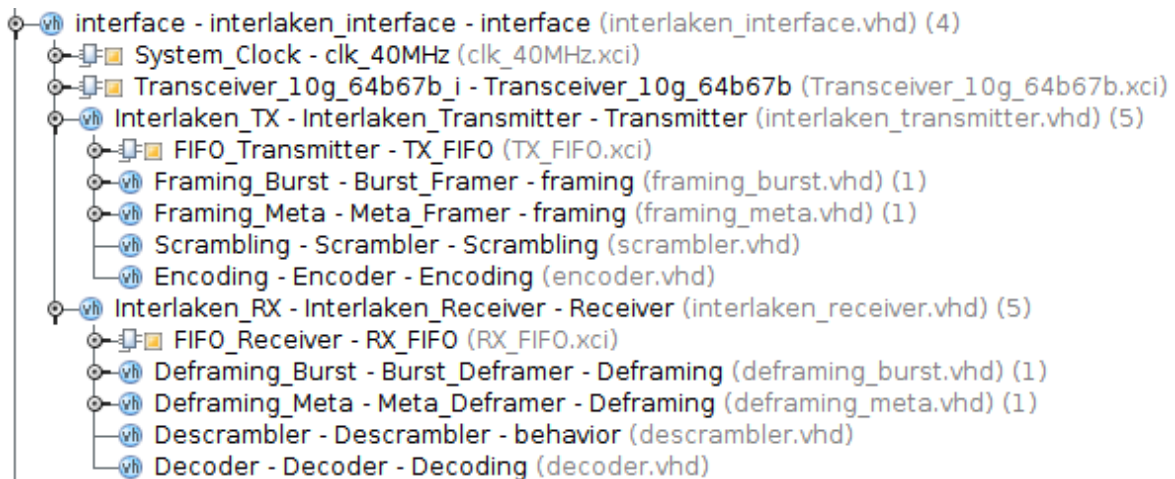 interface - interlaken_interface - interface (interlaken_interface.vhd) (4)
System_Clock - clk_40MHz (clk_40MHz.xci)
Transceiver_10g_64b67b_i - Transceiver_10g_64b67b (Transceiver_10g_64b67b.xci)
Interlaken_TX - Interlaken_Transmitter - Transmitter (interlaken_transmitter.vhd) (5)
FIFO_Transmitter - TX_FIFO (TX_FIFO.xci)
Framing_Burst - Burst_Framer - framing (framing_burst.vhd) (1)
Framing_Meta - Meta_Framer - framing (framing_meta.vhd) (1)
Scrambling - Scrambler - Scrambling (scrambler.vhd)
Encoding - Encoder - Encoding (encoder.vhd)
Interlaken_RX - Interlaken_Receiver - Receiver (interlaken_receiver.vhd) (5)
FIFO_Receiver - RX_FIFO (RX_FIFO.xci)
Deframing_Burst - Burst_Deframer - Deframing (deframing_burst.vhd) (1)
Deframing_Meta - Meta_Deframer - Deframing (deframing_meta.vhd) (1)
Descrambler - Descrambler - behavior (descrambler.vhd)
Decoder - Decoder - Decoding (decoder.vhd)